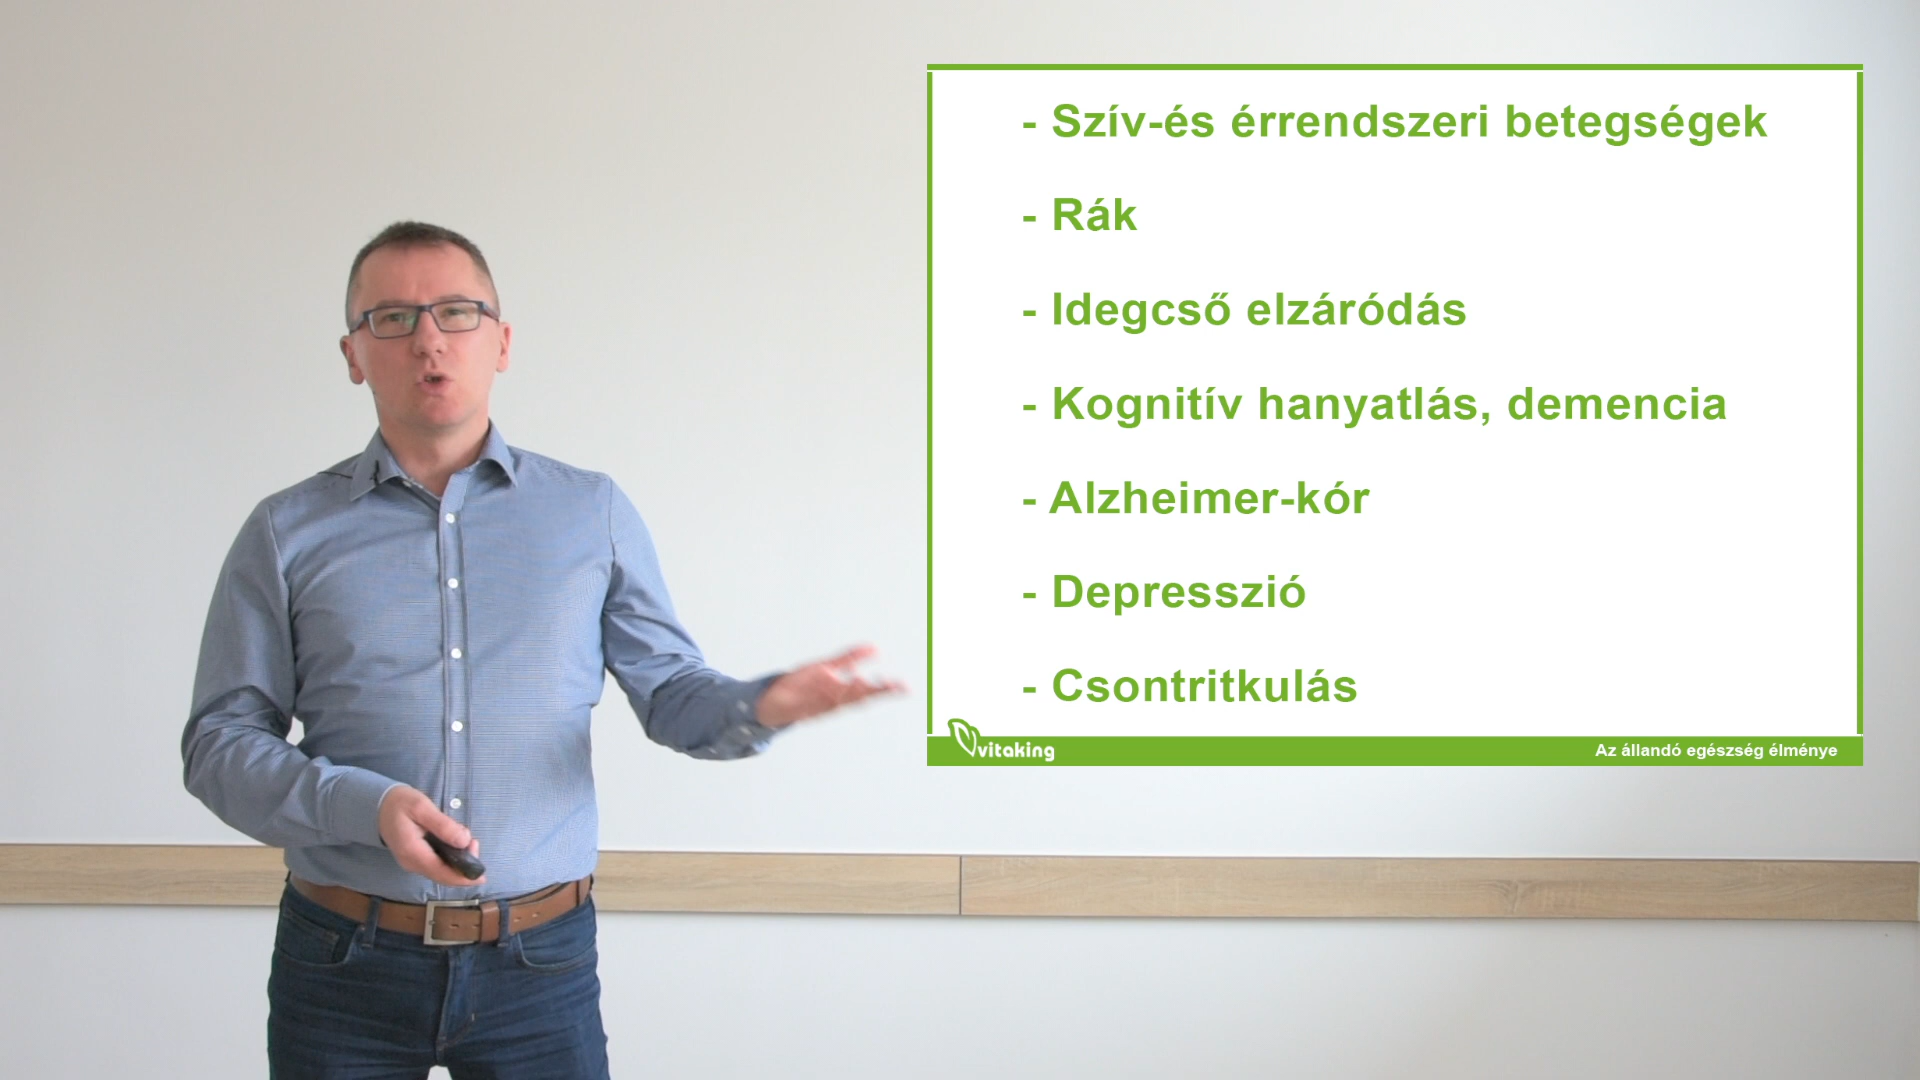 - Szív-és érrendszeri betegségek
- Rák
- Idegcső elzáródás
- Kognitív hanyatlás, demencia
- Alzheimer-kór
- Depresszió
- Csontritkulás
vitaking
Az állandó egészség élménye